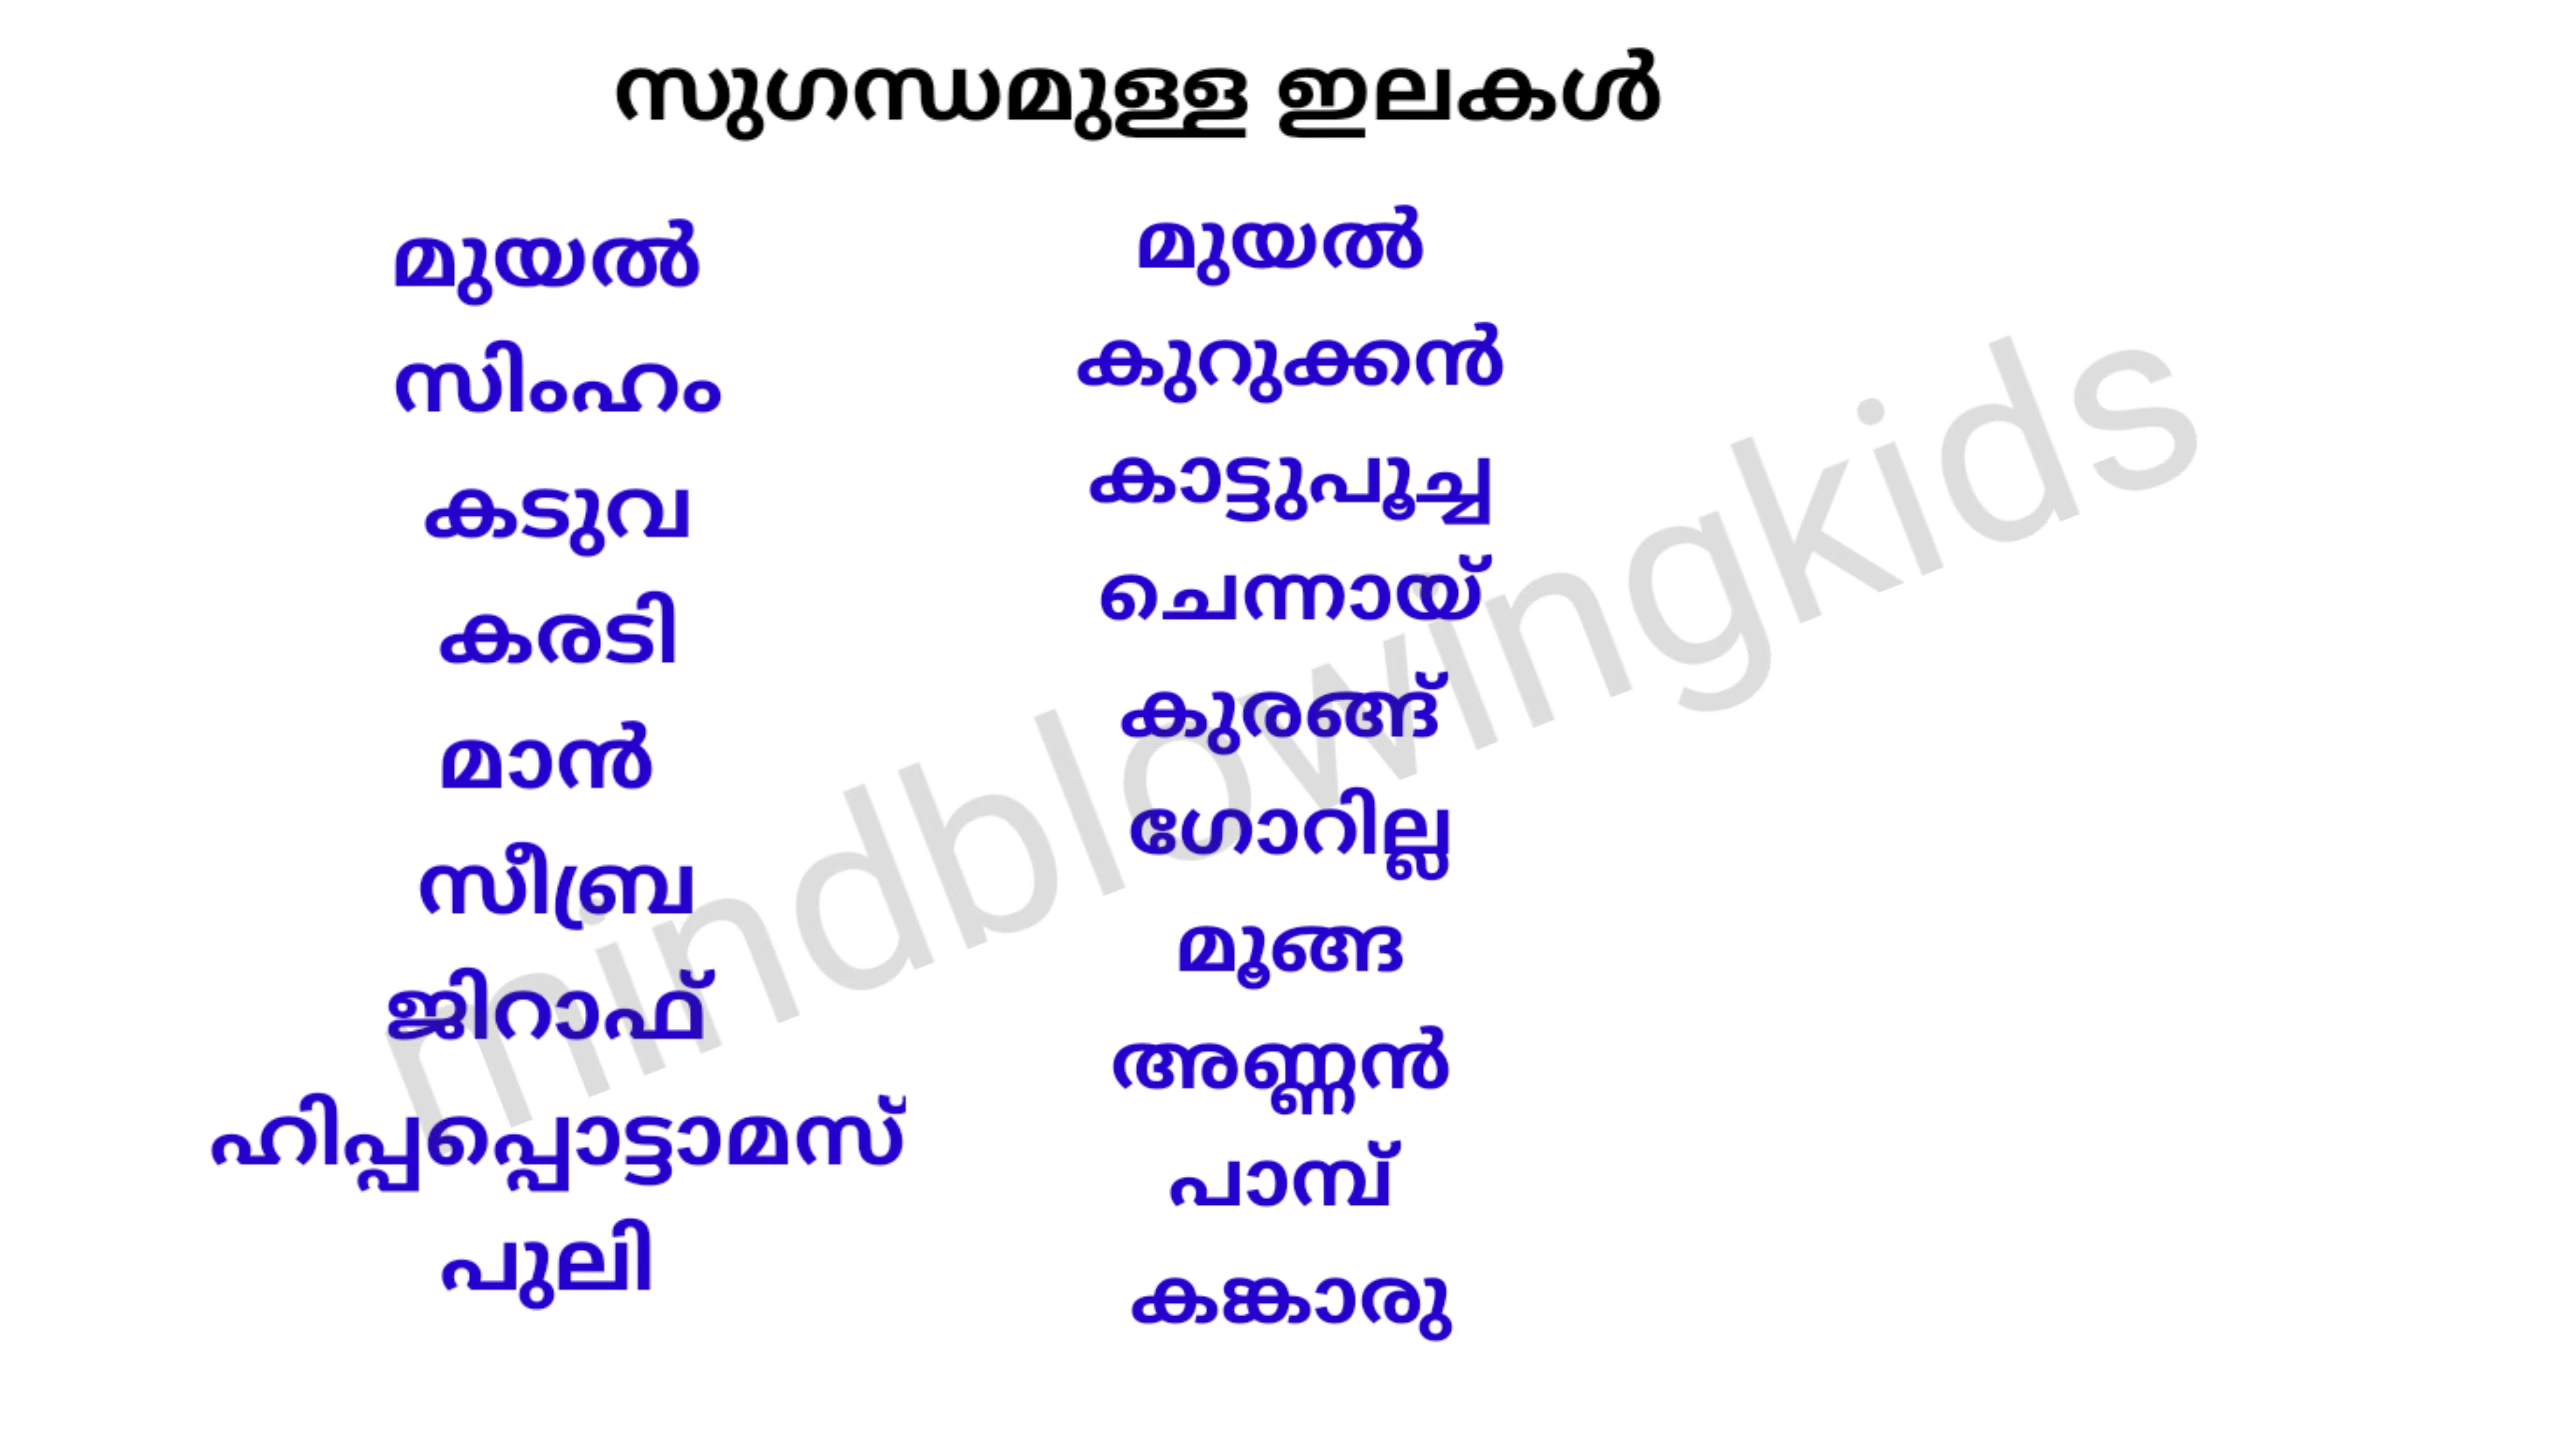 സുഗന്ധമുള്ള ഇലകൾ
മുയൽ
സിംഹം
കടുവ
കരടി
മാൻ
സീബ്ര
ജിറാഫ്
ഹിപ്പപ്പൊട്ടാമസ്
പുലി
മുയൽ
കുറുക്കൻ
കാട്ടുപൂച്ച
ചെന്നായ്
കുരങ്ങ്
ഗോറില്ല
മൂങ്ങ
അണ്ണൻ
പാമ്പ്
കങ്കാരു
mindblowingkids